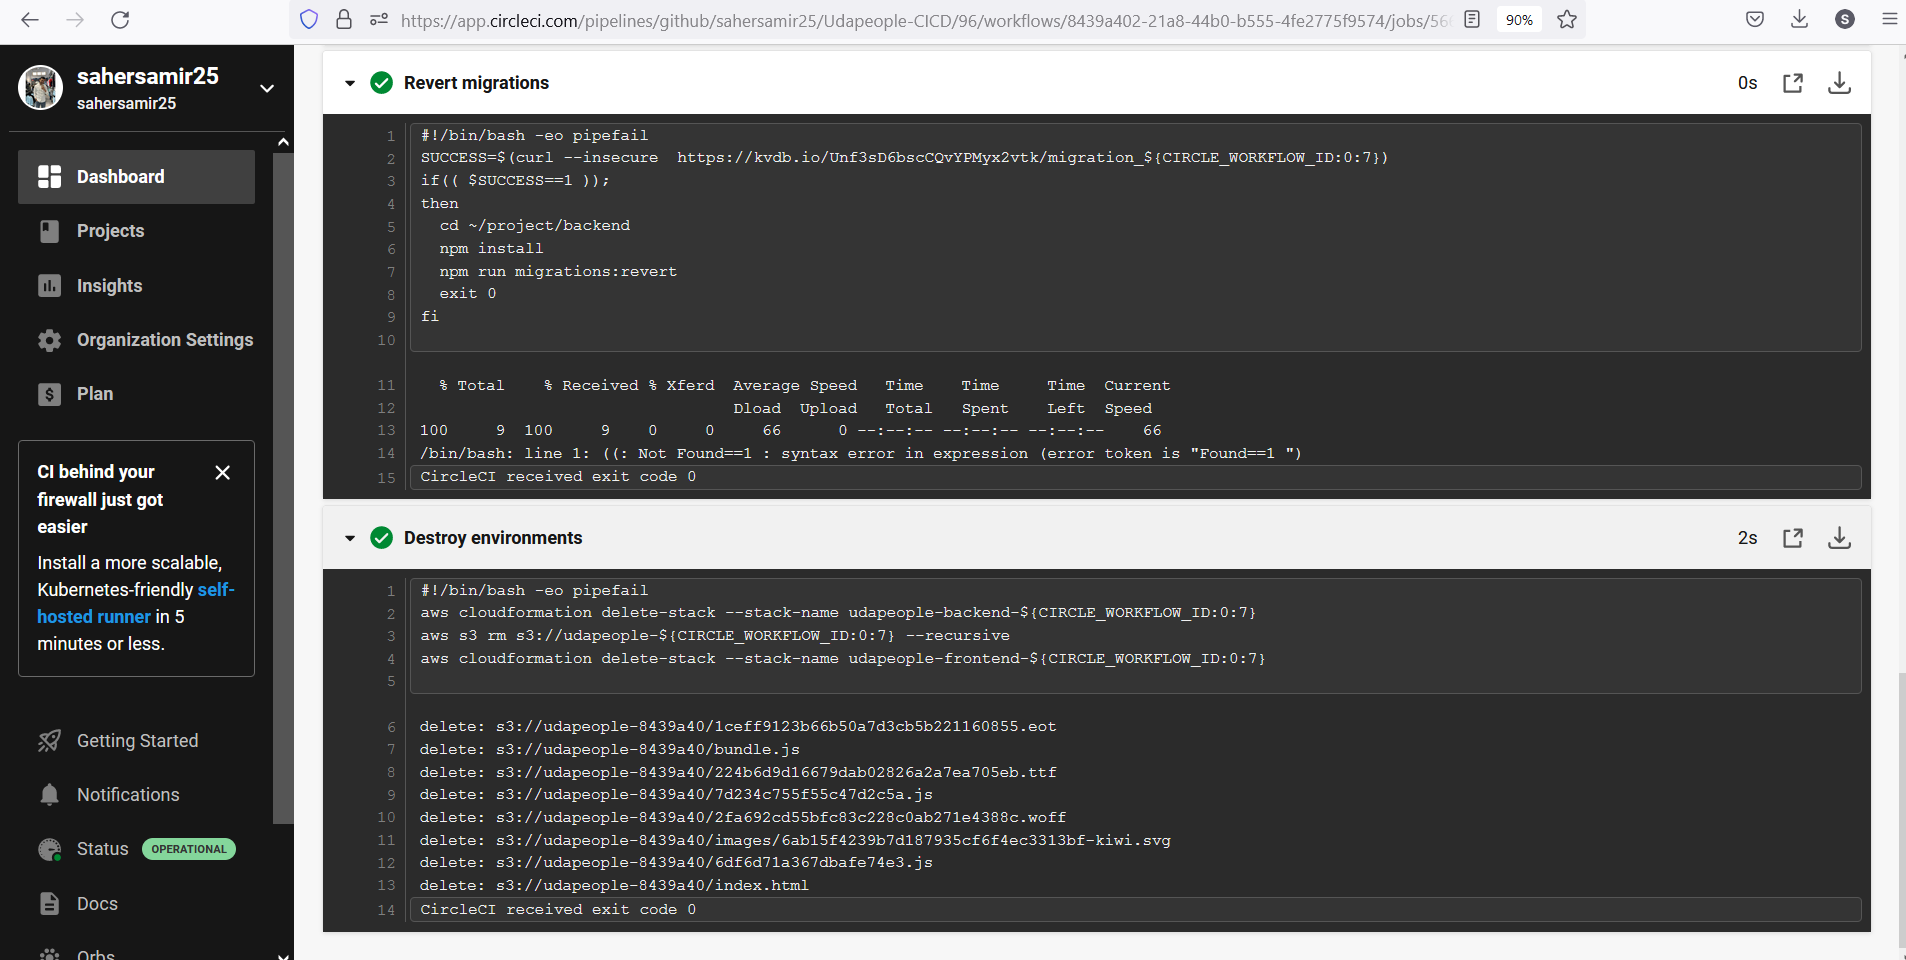 https://app.circleci.com/pipelines/github/sahersamir25/Udapeople-CICD/96/workflows/8439a402-21a8-44b0-b555-4fe2775f9574/jobs/56
90%
S
sahersamir25
sahersamir25
Dashboard
Projects
Insights
Organization Settings
Plan
CI behind your
firewall just got
easier
Install a more scalable,
Kubernetes-friendly self-
hosted runner in 5
minutes or less.
Getting Started
Notifications
Status OPERATIONAL
Docs
Orbs
Revert migrations 0s
1 #!/bin/bash -eo pipefail
2 SUCCESS=$(curl --insecure  https://kvdb.io/Unf3sD6bscCQvYPMyx2vtk/migration_${CIRCLE_WORKFLOW_ID:0:7})
3 if(( $SUCCESS==1 ));
4 then
5   cd ~/project/backend
6   npm install
7   npm run migrations:revert
8   exit 0
9 fi
10
11   % Total    % Received % Xferd  Average Speed   Time    Time     Time  Current
12                                  Dload  Upload   Total   Spent    Left  Speed
13 100     9  100     9    0     0     66      0 --:--:-- --:--:-- --:--:--    66
14 /bin/bash: line 1: ((: Not Found==1 : syntax error in expression (error token is "Found==1 ")
15 CircleCI received exit code 0
Destroy environments 2s
1 #!/bin/bash -eo pipefail
2 aws cloudformation delete-stack --stack-name udapeople-backend-${CIRCLE_WORKFLOW_ID:0:7}
3 aws s3 rm s3://udapeople-${CIRCLE_WORKFLOW_ID:0:7} --recursive
4 aws cloudformation delete-stack --stack-name udapeople-frontend-${CIRCLE_WORKFLOW_ID:0:7}
5
6 delete: s3://udapeople-8439a40/1ceff9123b66b50a7d3cb5b221160855.eot
7 delete: s3://udapeople-8439a40/bundle.js
8 delete: s3://udapeople-8439a40/224b6d9d16679dab02826a2a7ea705eb.ttf
9 delete: s3://udapeople-8439a40/7d234c755f55c47d2c5a.js
10 delete: s3://udapeople-8439a40/2fa692cd55bfc83c228c0ab271e4388c.woff
11 delete: s3://udapeople-8439a40/images/6ab15f4239b7d187935cf6f4ec3313bf-kiwi.svg
12 delete: s3://udapeople-8439a40/6df6d71a367dbafe74e3.js
13 delete: s3://udapeople-8439a40/index.html
14 CircleCI received exit code 0